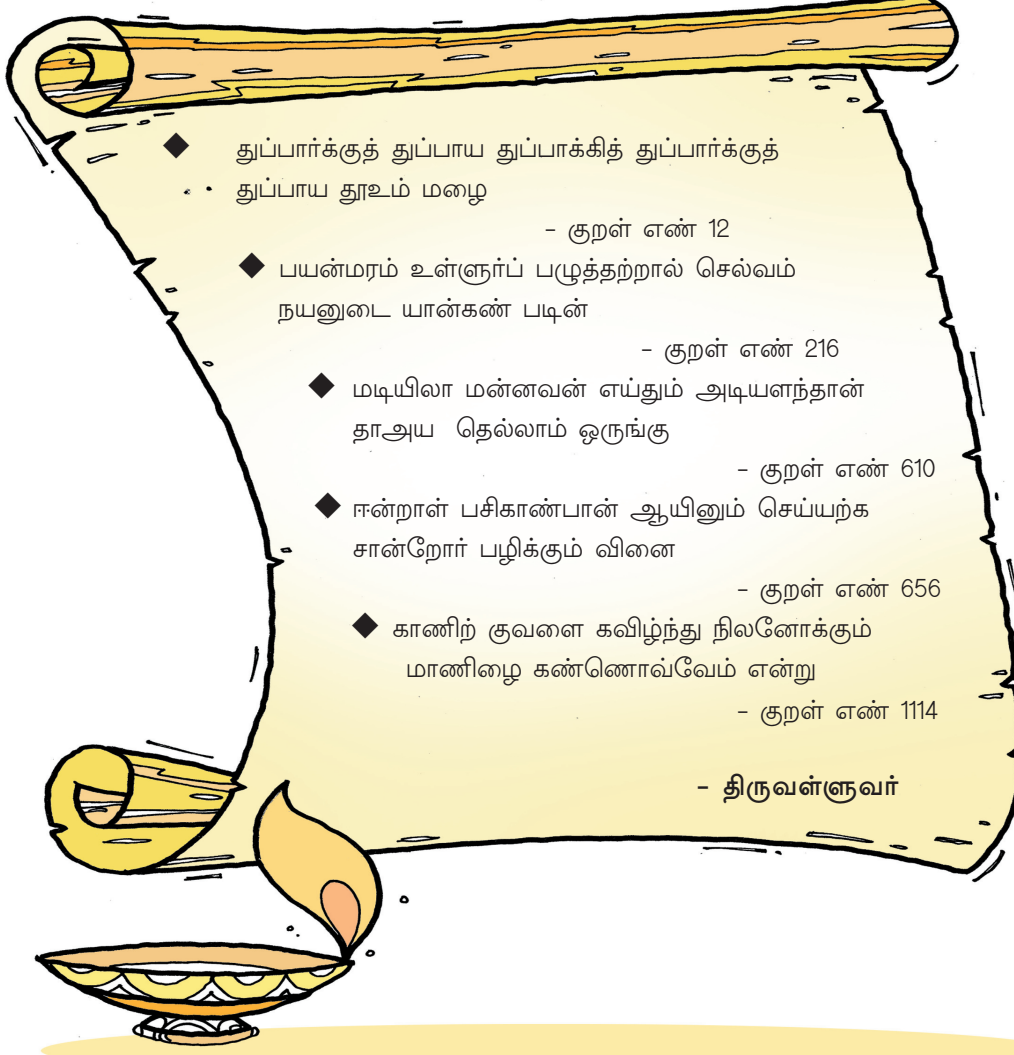 ◆ துப்பார்க்குத் துப்பாய துப்பாக்கித் துப்பார்க்குத்
துப்பாய தூஉம் மழை
- குறள் எண் 12
◆ பயன்மரம் உள்ளுர்ப் பழுத்தற்றால் செல்வம்
நயனுடை யான்கண் படின்
- குறள் எண் 216
◆ மடியிலா மன்னவன் எய்தும் அடியளந்தான்
தாஅய தெல்லாம் ஒருங்கு
- குறள் எண் 610
◆ ஈன்றாள் பசிகாண்பான் ஆயினும் செய்யற்க
சான்றோர் பழிக்கும் வினை
- குறள் எண் 656
◆ காணிற் குவளை கவிழ்ந்து நிலனோக்கும்
மாணிழை கண்ணொவ்வேம் என்று
- குறள் எண் 1114
- திருவள்ளுவர்